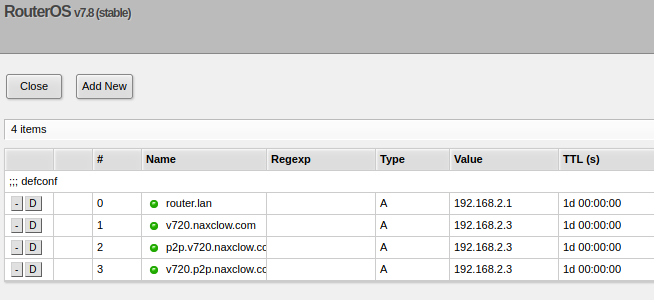 RouterOS v7.8 (stable)
Close Add New
4 items
# Name Regexp Type Value TTL (s)
;;; defconf
- D 0 router.lan A 192.168.2.1 1d 00:00:00
- D 1 v720.naxclow.com A 192.168.2.3 1d 00:00:00
- D 2 p2p.v720.naxclow.co A 192.168.2.3 1d 00:00:00
- D 3 v720.p2p.naxclow.co A 192.168.2.3 1d 00:00:00